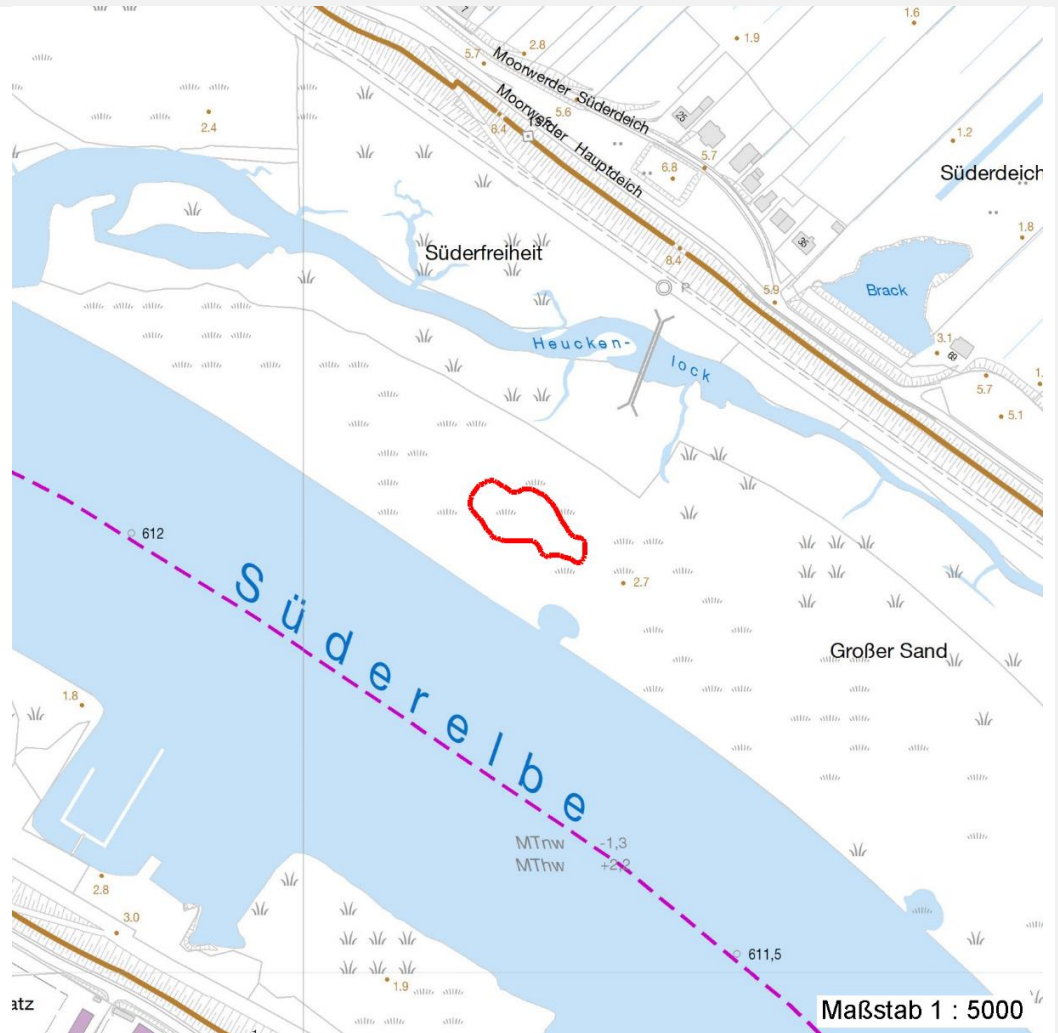 1.6
1.9
2.8
5.7
Moorwerder Süderdeich
Moorwerder Hauptdeich
5.6
25
8.4
2.4
1.2
5.7
6.8
Süderdeich
1.8
36
Süderfreiheit
8.4
P
5.9
Brack
Heucken-
lock
3.1
69
5.7
5.1
612
2.7
Süderelbe
Großer Sand
1.8
MTnw -1,3
MThw +2,2
2.8
3.0
611,5
1.9
atz
Maßstab 1 : 5000